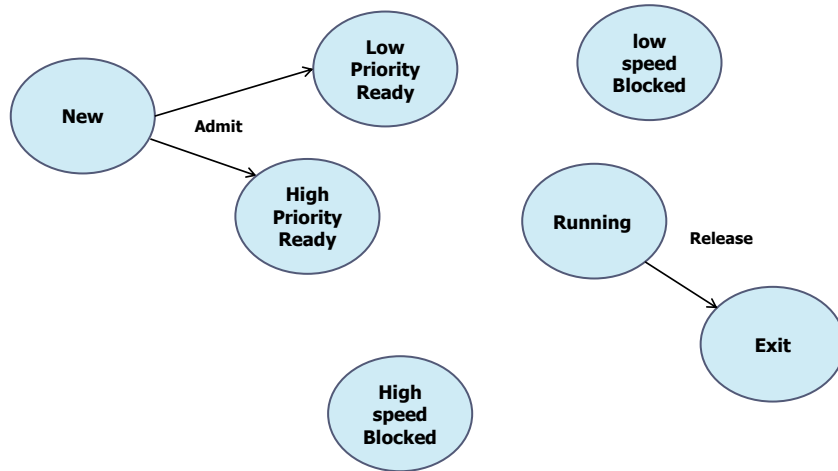 New
Admit
Low
Priority
Ready
High
Priority
Ready
low
speed
Blocked
Running
Release
Exit
High
speed
Blocked